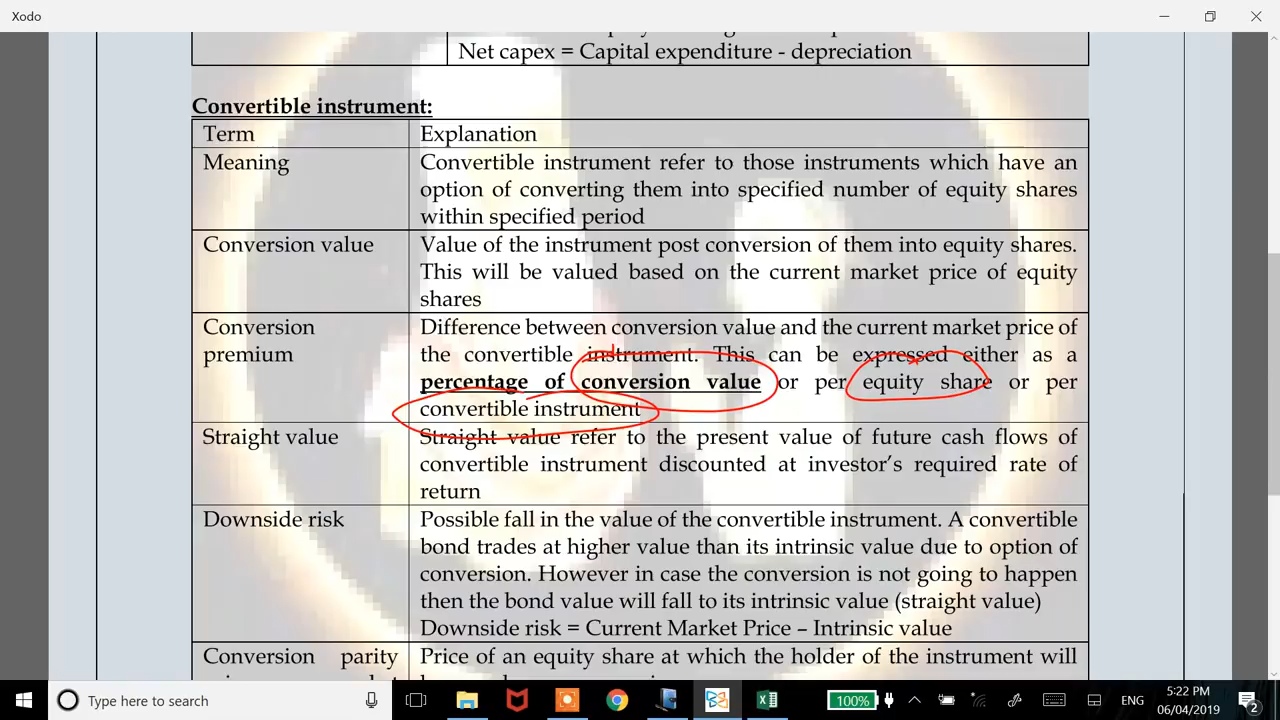 Xodo
Net capex = Capital expenditure - depreciation
Convertible instrument:
Term Explanation
Meaning Convertible instrument refer to those instruments which have an
option of converting them into specified number of equity shares
within specified period
Conversion value Value of the instrument post conversion of them into equity shares.
This will be valued based on the current market price of equity
shares
Conversion Difference between conversion value and the current market price of
premium the convertible instrument. This can be expressed either as a
percentage of conversion value or per equity share or per
convertible instrument
Straight value Straight value refer to the present value of future cash flows of
convertible instrument discounted at investor's required rate of
return
Downside risk Possible fall in the value of the convertible instrument. A convertible
bond trades at higher value than its intrinsic value due to option of
conversion. However in case the conversion is not going to happen
then the bond value will fall to its intrinsic value (straight value)
Downside risk = Current Market Price – Intrinsic value
Conversion parity Price of an equity share at which the holder of the instrument will
Type here to search
100%
ENG
5:22 PM
06/04/2019
2